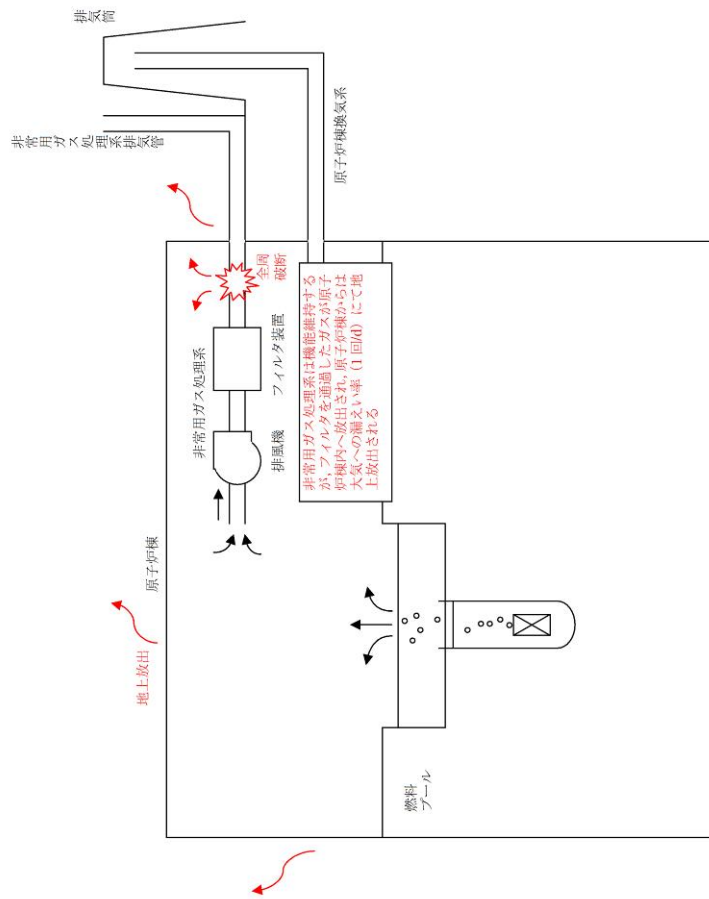 排気筒
非常用ガス処理系排気管
原子炉棟換気系
全周
破断
非常用ガス処理系
フィルタ装置
排風機
非常用ガス処理系は機能維持する
が，フィルタを通過したガスが原子
炉棟内へ放出され，原子炉棟からは
大気への漏えい率（1 回/d）にて地
上放出される
原子炉棟
地上放出
燃料
プール